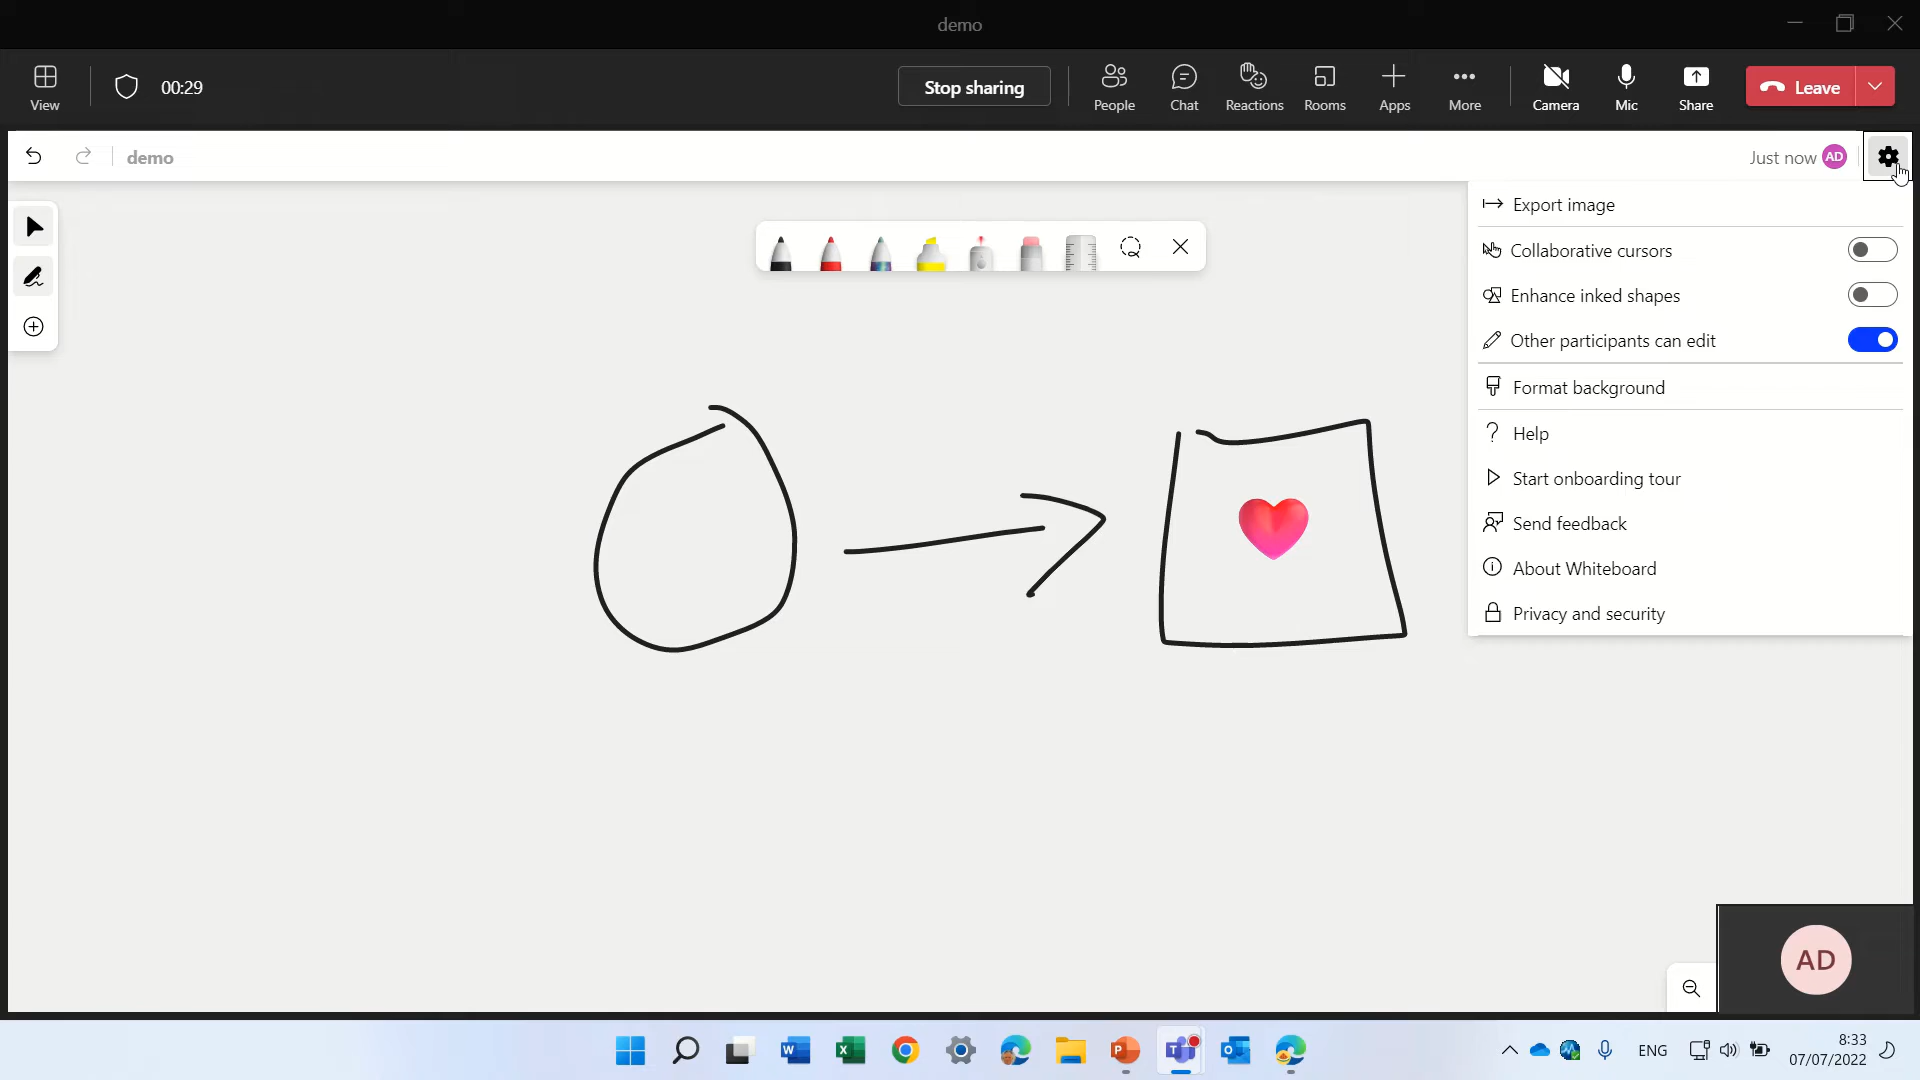 demo
View
00:29
Stop sharing
People
Chat
Reactions
Rooms
Apps
More
Camera
Mic
Share
Leave
demo
Just now AD
Export image
Collaborative cursors
Enhance inked shapes
Other participants can edit
Format background
Help
Start onboarding tour
Send feedback
About Whiteboard
Privacy and security
AD
ENG
8:33
07/07/2022